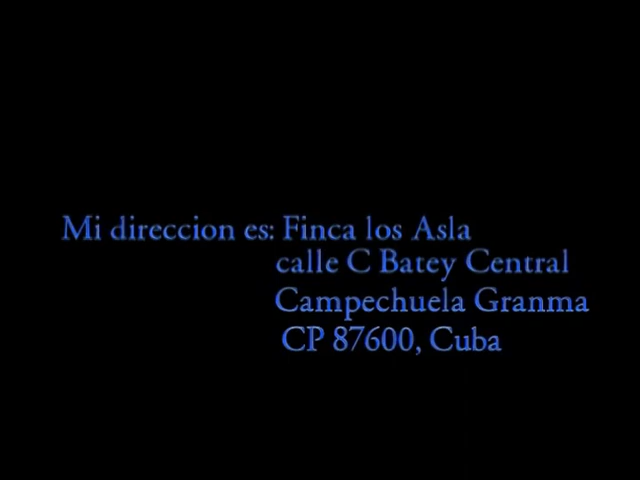 Mi direccion es: Finca los Asla
calle C Batey Central
Campechuela Granma
CP 87600, Cuba